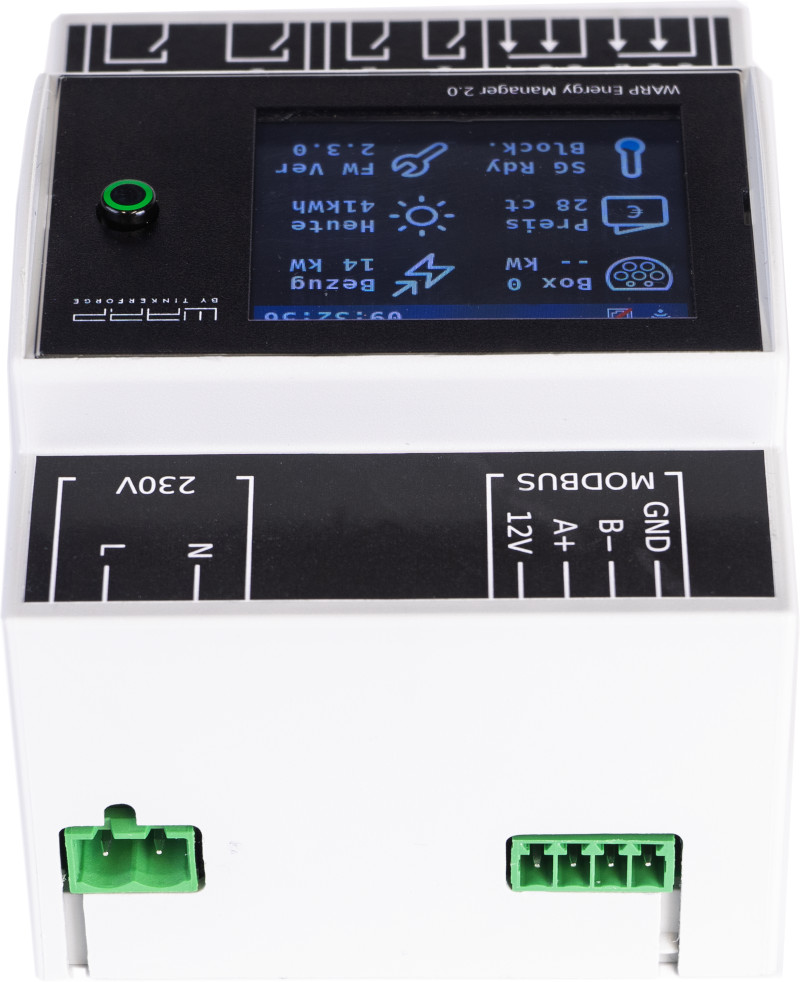 GND B- A+ 12V
N L
MODBUS
230V
WARP
BY TINKERFORGE
09:32:56
Box 0
-- kW
Bezug
14 kW
€
Preis
28 ct
Heute
41kWh
SG Rdy
Block.
FW Ver
2.3.0
WARP Energy Manager 2.0